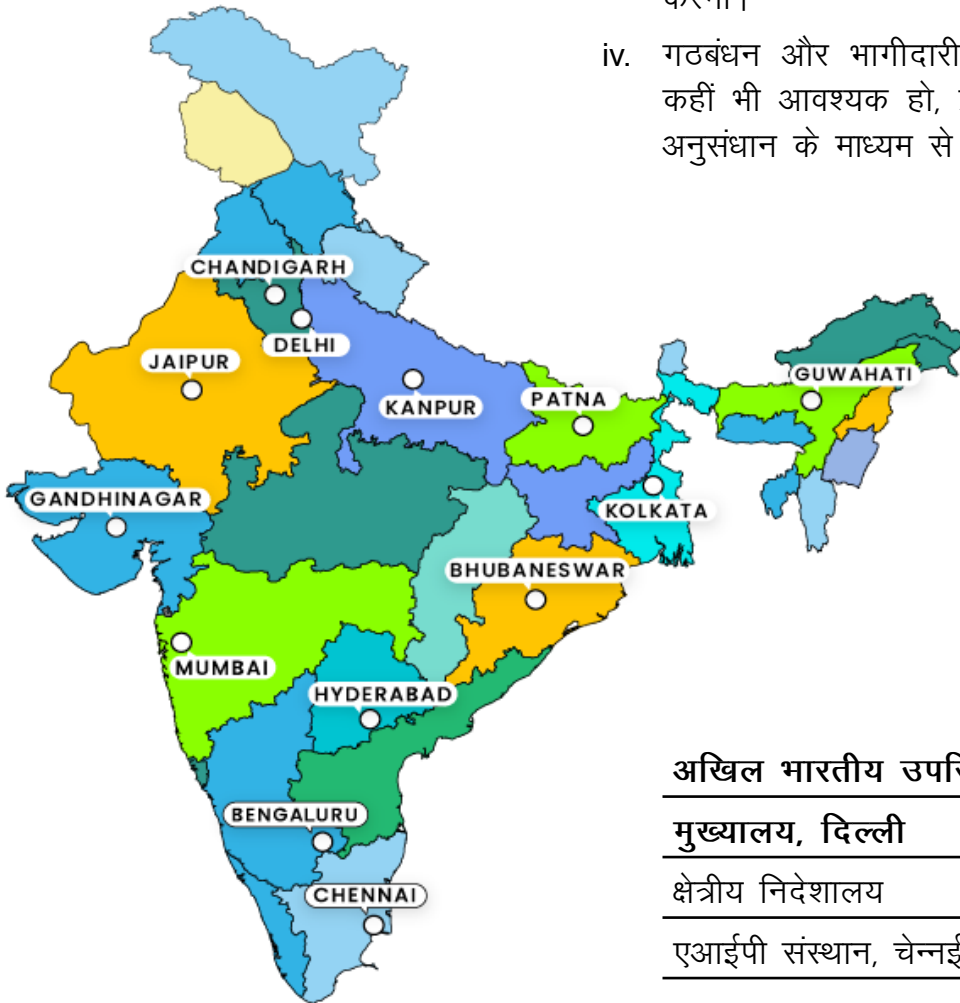 iv. गठबंधन और भागीदारी
कहीं भी आवश्यक हो,
अनुसंधान के माध्यम से
CHANDIGARH
DELHI
JAIPUR
KANPUR
PATNA
GUWAHATI
GANDHINAGAR
KOLKATA
BHUBANESWAR
MUMBAI
HYDERABAD
BENGALURU
CHENNAI
अखिल भारतीय
मुख्यालय, दिल्ली
क्षेत्रीय निदेशालय
एआईपी संस्थान, चेन्नई